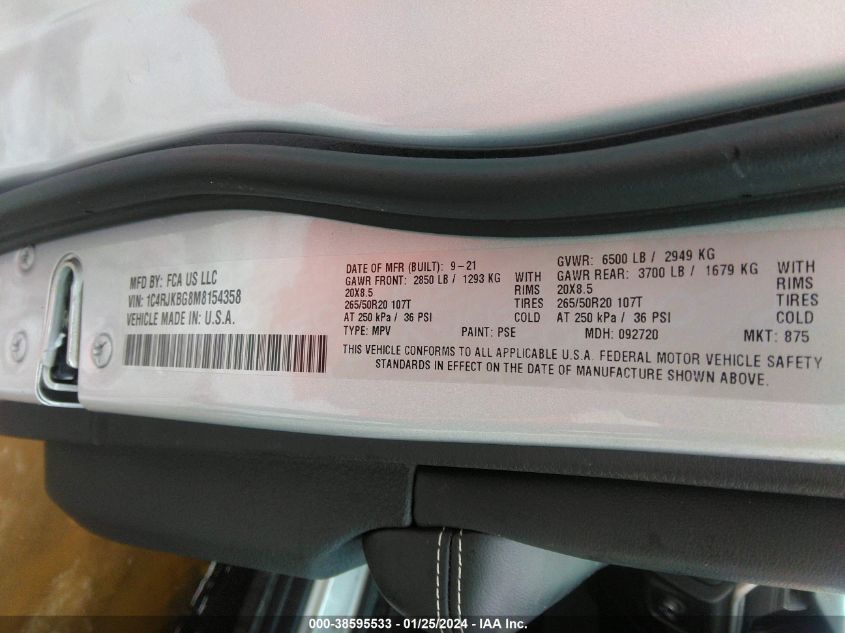 MFD BY: FCA US LLC
VIN: 1C4RJKBG8M8154358
VEHICLE MADE IN: U.S.A.
DATE OF MFR (BUILT): 9-21
GAWR FRONT: 2850 LB / 1293 KG WITH
20X8.5 RIMS
265/50R20 107T TIRES
AT 250 kPa / 36 PSI COLD
TYPE: MPV PAINT: PSE
GVWR: 6500 LB / 2949 KG
GAWR REAR: 3700 LB / 1679 KG WITH
20X8.5 RIMS
265/50R20 107T TIRES
AT 250 kPa / 36 PSI COLD
MDH: 092720 MKT: 875
THIS VEHICLE CONFORMS TO ALL APPLICABLE U.S.A. FEDERAL MOTOR VEHICLE SAFETY
STANDARDS IN EFFECT ON THE DATE OF MANUFACTURE SHOWN ABOVE.
000-38595533 - 01/25/2024 - IAA Inc.